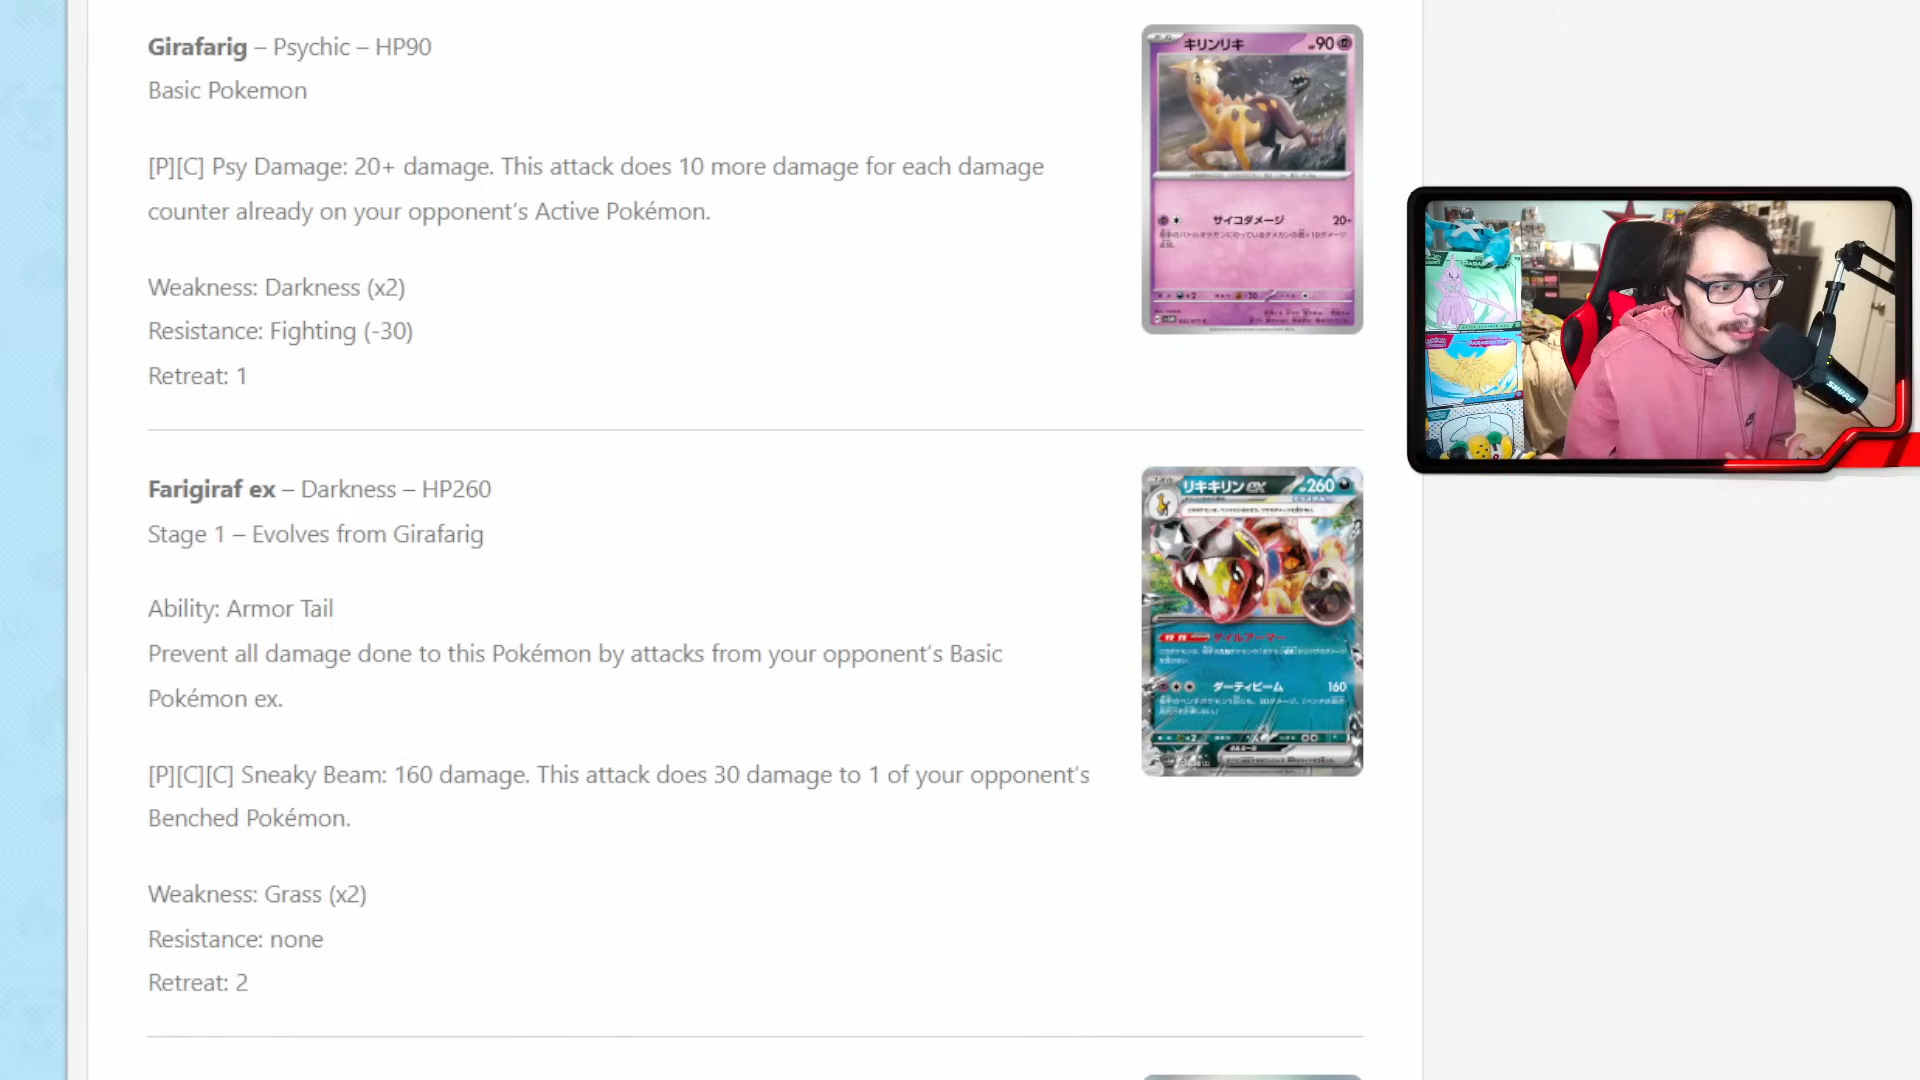 Girafarig – Psychic – HP90
Basic Pokemon
[P][C] Psy Damage: 20+ damage. This attack does 10 more damage for each damage
counter already on your opponent’s Active Pokémon.
Weakness: Darkness (x2)
Resistance: Fighting (-30)
Retreat: 1
キリンリキ
90
サイコダメージ 20+
Farigiraf ex – Darkness – HP260
Stage 1 – Evolves from Girafarig
Ability: Armor Tail
Prevent all damage done to this Pokémon by attacks from your opponent’s Basic
Pokémon ex.
[P][C][C] Sneaky Beam: 160 damage. This attack does 30 damage to 1 of your opponent’s
Benched Pokémon.
Weakness: Grass (x2)
Resistance: none
Retreat: 2
リキキリン ex 260
テイルアーマー
ダーティビーム 160
SHURE